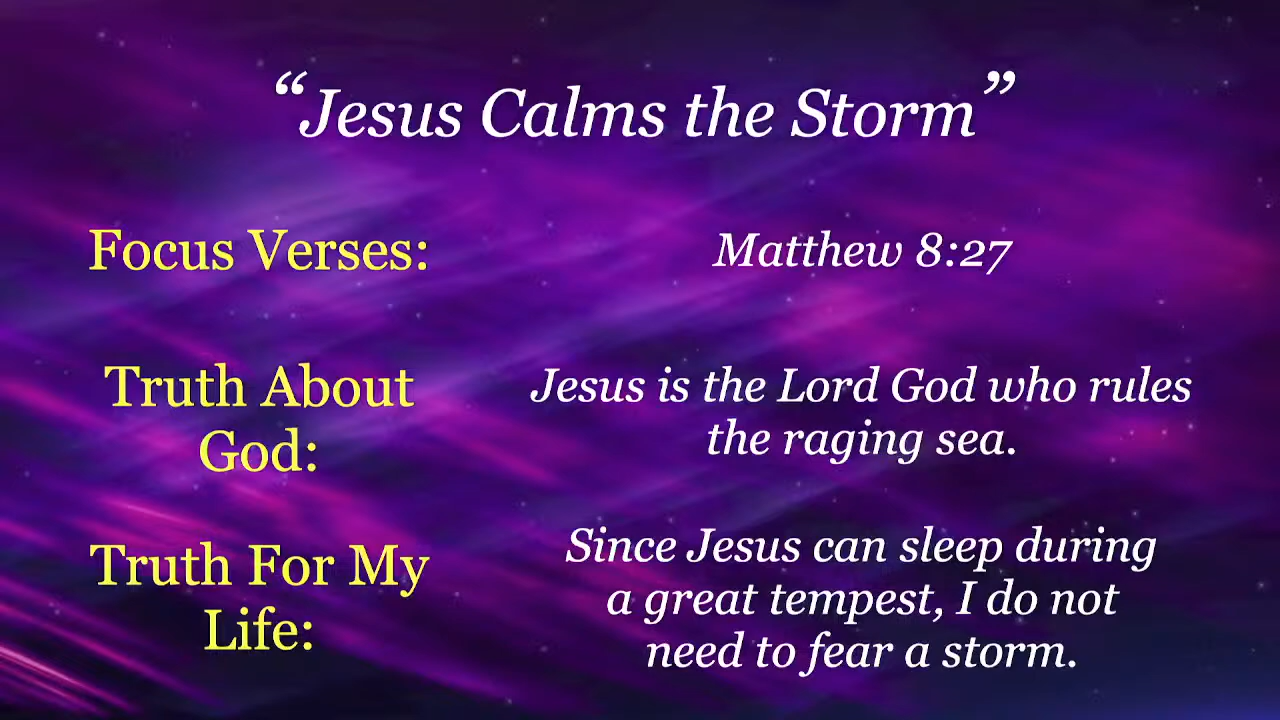 “Jesus Calms the Storm”
Focus Verses:
Matthew 8:27
Truth About
God:
Jesus is the Lord God who rules
the raging sea.
Truth For My
Life:
Since Jesus can sleep during
a great tempest, I do not
need to fear a storm.